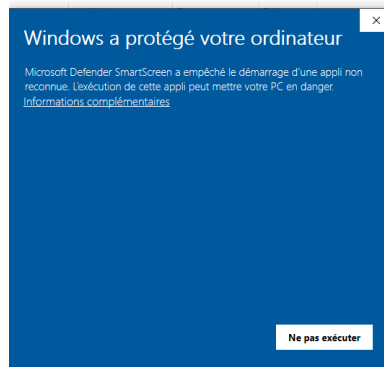 Windows a protégé votre ordinateur
Microsoft Defender SmartScreen a empêché le démarrage d'une appli non
reconnue. L'exécution de cette appli peut mettre votre PC en danger.
Informations complémentaires
Ne pas exécuter